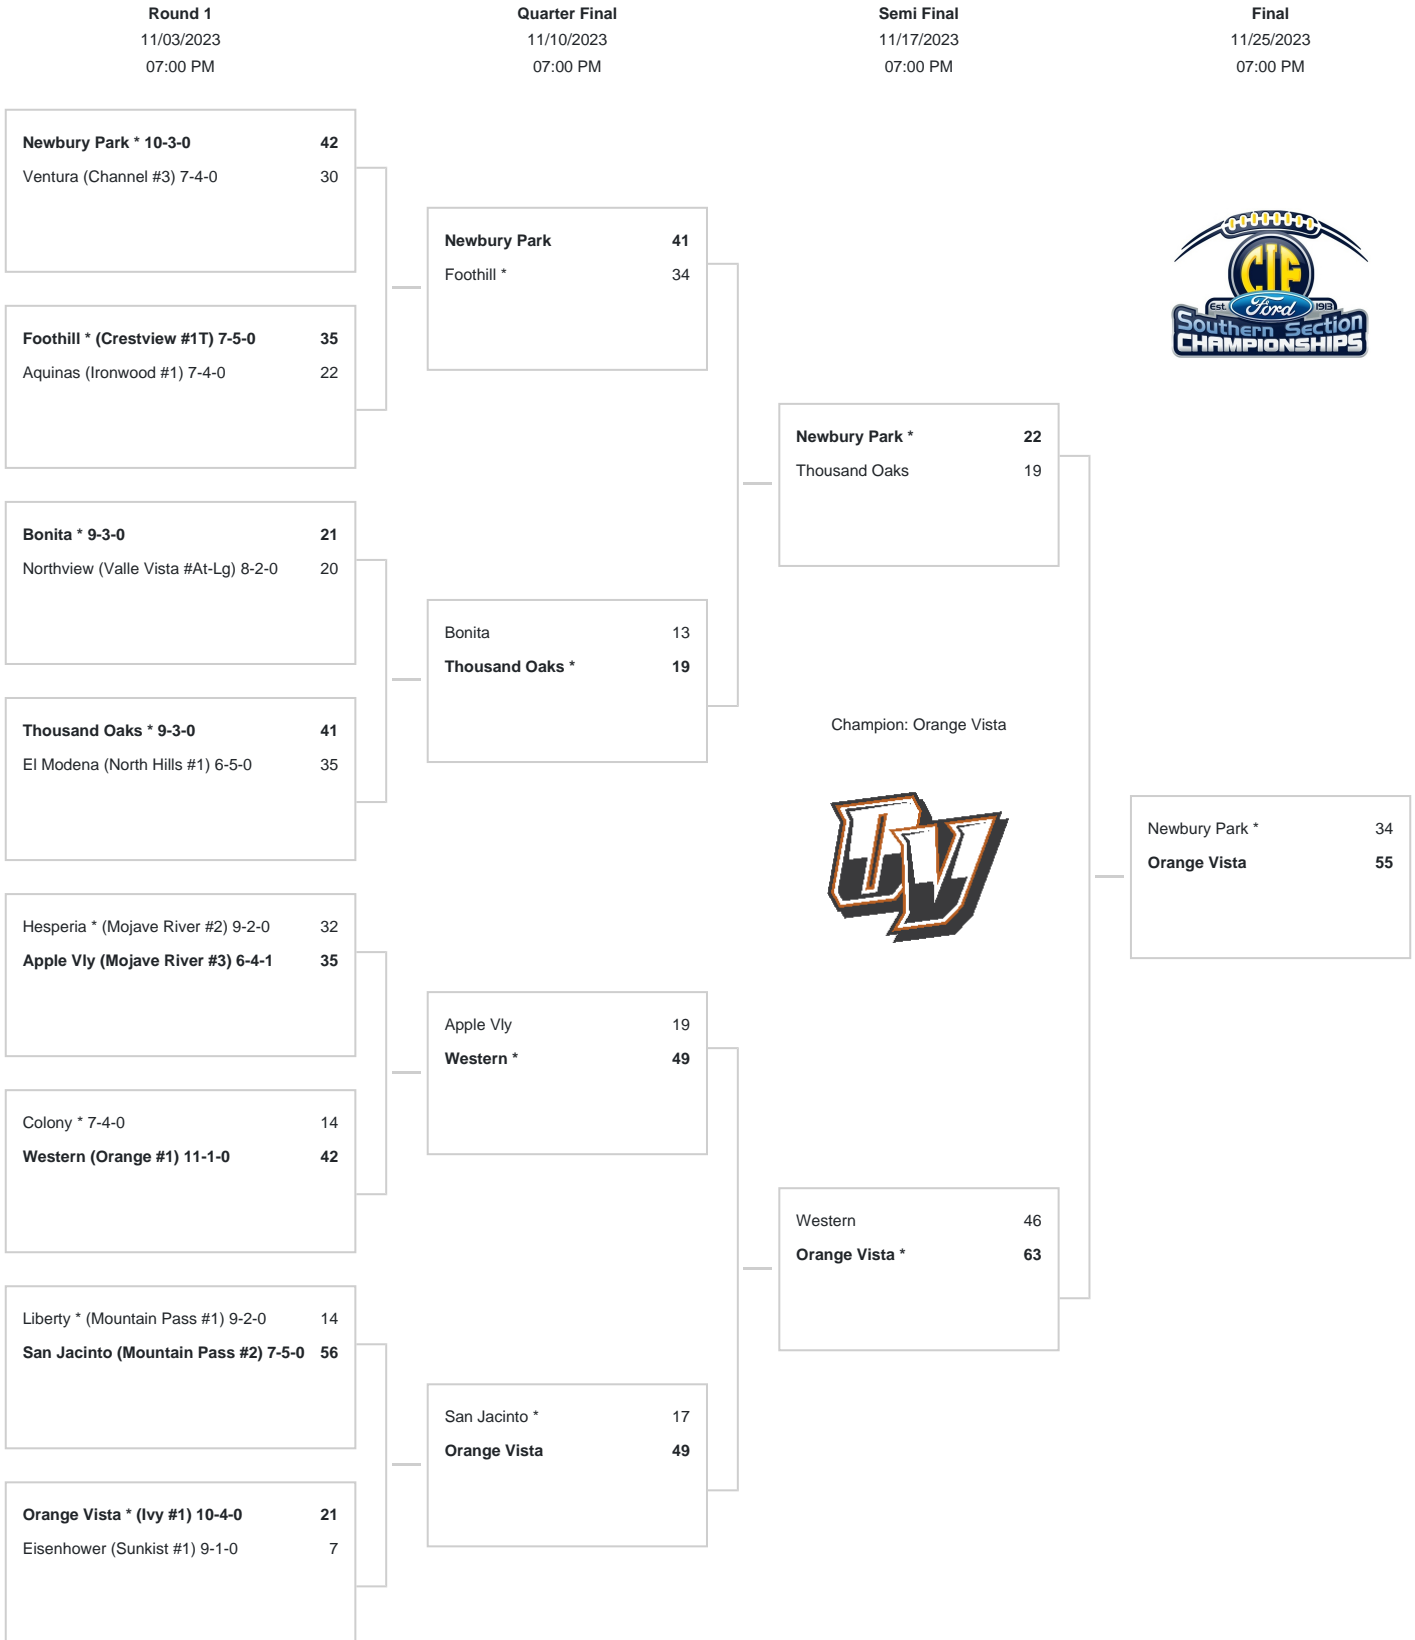 Round 1
11/03/2023
07:00 PM
Quarter Final
11/10/2023
07:00 PM
Semi Final
11/17/2023
07:00 PM
Final
11/25/2023
07:00 PM
Newbury Park * 10-3-0 42
Ventura (Channel #3) 7-4-0 30
Foothill * (Crestview #1T) 7-5-0 35
Aquinas (Ironwood #1) 7-4-0 22
Bonita * 9-3-0 21
Northview (Valle Vista #At-Lg) 8-2-0 20
Thousand Oaks * 9-3-0 41
El Modena (North Hills #1) 6-5-0 35
Hesperia * (Mojave River #2) 9-2-0 32
Apple Vly (Mojave River #3) 6-4-1 35
Colony * 7-4-0 14
Western (Orange #1) 11-1-0 42
Liberty * (Mountain Pass #1) 9-2-0 14
San Jacinto (Mountain Pass #2) 7-5-0 56
Orange Vista * (Ivy #1) 10-4-0 21
Eisenhower (Sunkist #1) 9-1-0 7
Newbury Park 41
Foothill * 34
Bonita 13
Thousand Oaks * 19
Apple Vly 19
Western * 49
San Jacinto * 17
Orange Vista 49
Newbury Park * 22
Thousand Oaks 19
Champion: Orange Vista
OV
Western 46
Orange Vista * 63
CIF
Est. Ford 1913
Southern Section
CHAMPIONSHIPS
Newbury Park * 34
Orange Vista 55